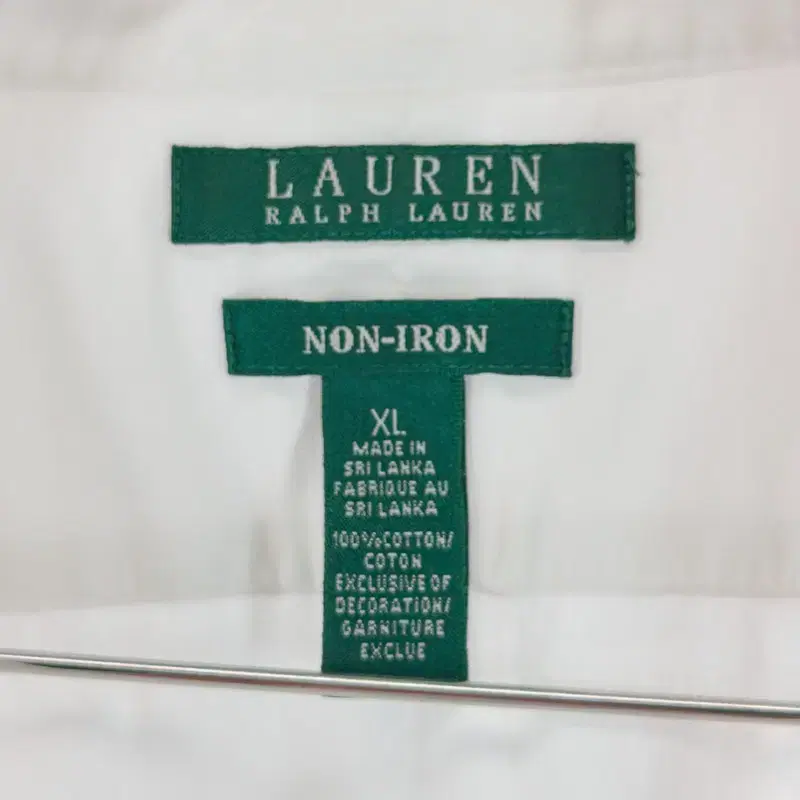 LAUREN
RALPH LAUREN
NON-IRON
XL
MADE IN
SRI LANKA
FABRIQUE AU
SRI LANKA
100%COTTON/
COTON
EXCLUSIVE OF
DECORATION/
GARNITURE
EXCLUE